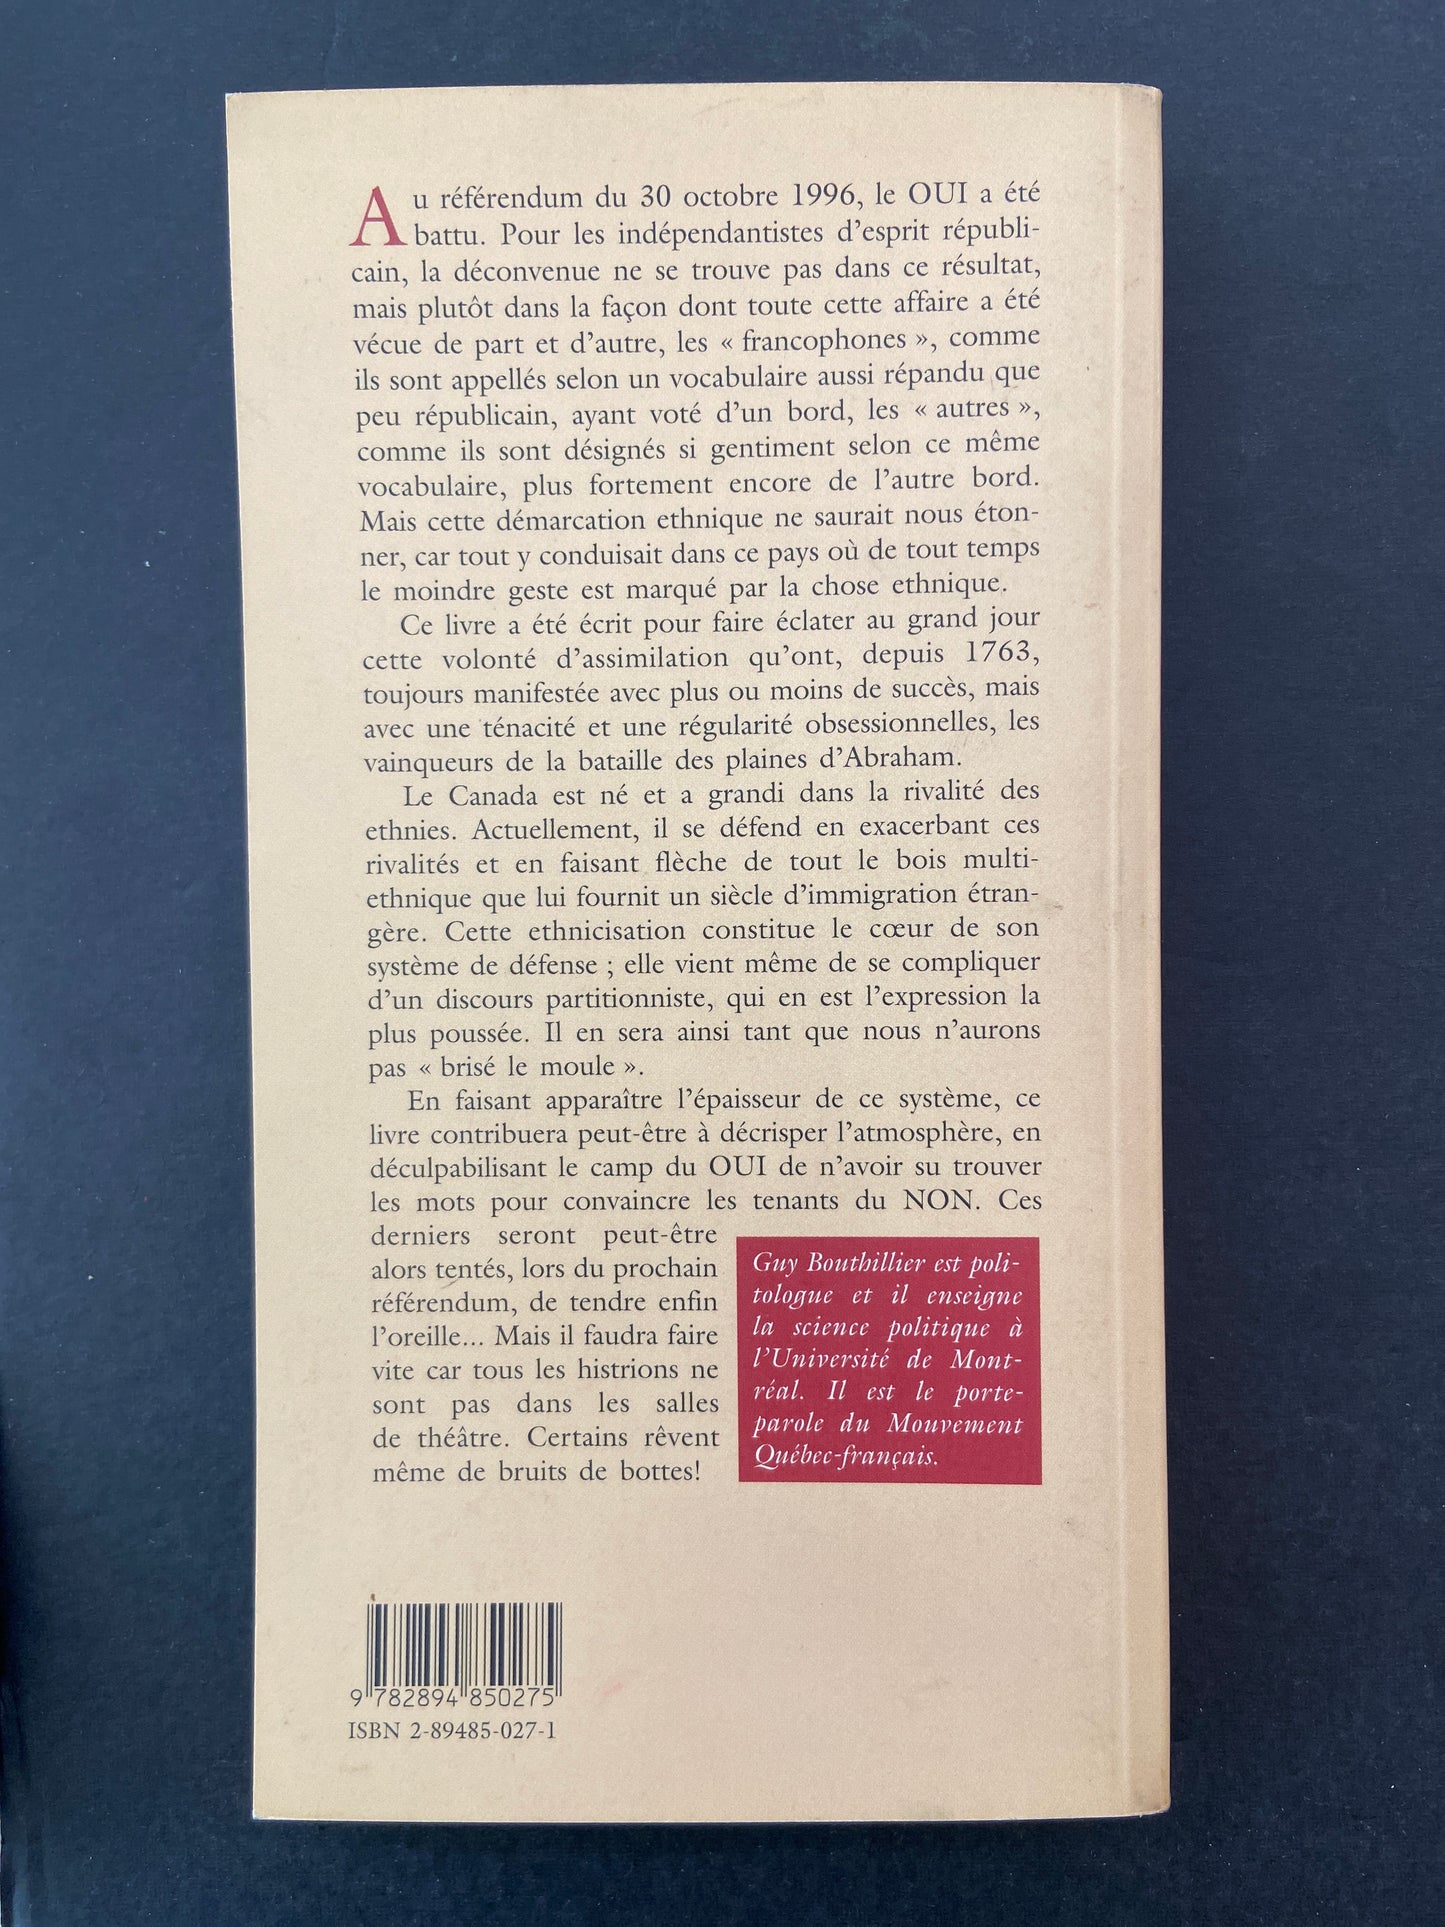 Au référendum du 30 octobre 1996, le OUI a été
battu. Pour les indépendantistes d'esprit républi-
cain, la déconvenue ne se trouve pas dans ce résultat,
mais plutôt dans la façon dont toute cette affaire a été
vécue de part et d'autre, les « francophones », comme
ils sont appellés selon un vocabulaire aussi répandu que
peu républicain, ayant voté d'un bord, les « autres »,
comme ils sont désignés si gentiment selon ce même
vocabulaire, plus fortement encore de l'autre bord.
Mais cette démarcation ethnique ne saurait nous éton-
ner, car tout y conduisait dans ce pays où de tout temps
le moindre geste est marqué par la chose ethnique.
Ce livre a été écrit pour faire éclater au grand jour
cette volonté d'assimilation qu'ont, depuis 1763,
toujours manifestée avec plus ou moins de succès, mais
avec une ténacité et une régularité obsessionnelles, les
vainqueurs de la bataille des plaines d'Abraham.
Le Canada est né et a grandi dans la rivalité des
ethnies. Actuellement, il se défend en exacerbant ces
rivalités et en faisant flèche de tout le bois multi-
ethnique que lui fournit un siècle d'immigration étran-
gère. Cette ethnicisation constitue le cœur de son
système de défense ; elle vient même de se compliquer
d'un discours partitionniste, qui en est l'expression la
plus poussée. Il en sera ainsi tant que nous n'aurons
pas « brisé le moule ».
En faisant apparaître l'épaisseur de ce système, ce
livre contribuera peut-être à décrisper l'atmosphère, en
déculpabilisant le camp du OUI de n'avoir su trouver
les mots pour convaincre les tenants du NON. Ces
derniers seront peut-être
alors tentés, lors du prochain
référendum, de tendre enfin
l'oreille... Mais il faudra faire
vite car tous les histrions ne
sont pas dans les salles
de théâtre. Certains rêvent
même de bruits de bottes!
Guy Bouthillier est poli-
tologue et il enseigne
la science politique à
l'Université de Mont-
réal. Il est le porte-
parole du Mouvement
Québec-français.
9 782894 850275
ISBN 2-89485-027-1